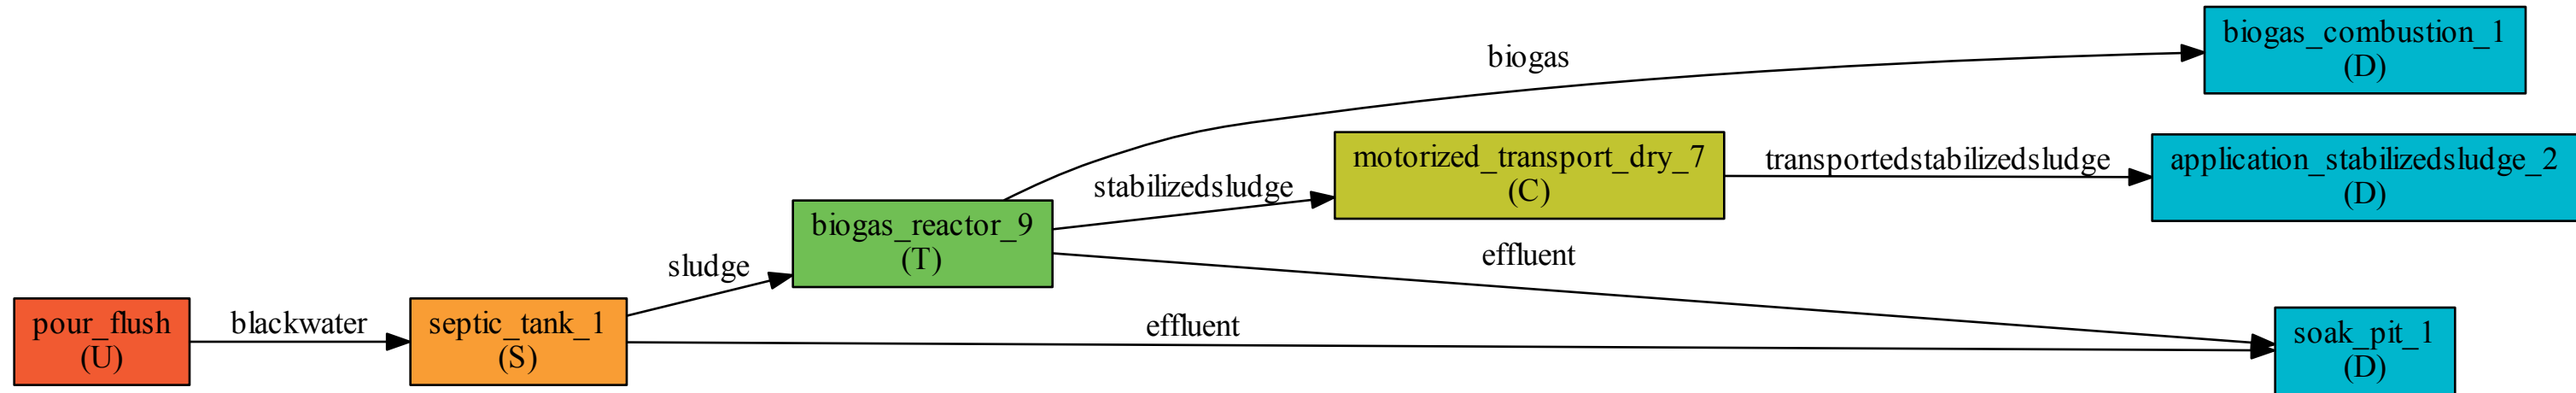 pour_flush
(U)
blackwater
septic_tank_1
(S)
sludge
effluent
biogas_reactor_9
(T)
biogas
stabilizedsludge
effluent
motorized_transport_dry_7
(C)
transportedstabilizedsludge
biogas_combustion_1
(D)
application_stabilizedsludge_2
(D)
soak_pit_1
(D)